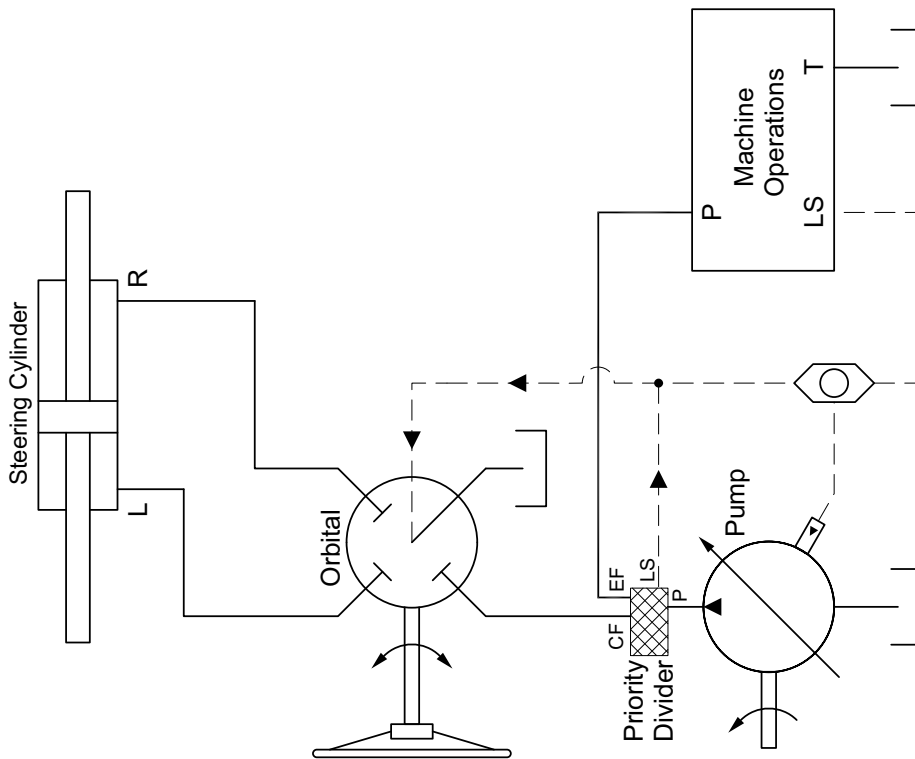 Steering Cylinder
L
R
Orbital
Priority
Divider
CF
EF
LS
P
Pump
P
Machine
Operations
LS
T